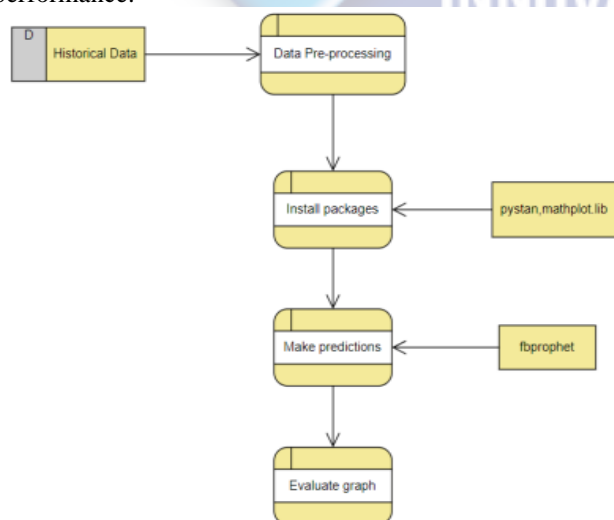 performance.
D
Historical Data
Data Pre-processing
Install packages
pystan,mathplot.lib
Make predictions
fbprophet
Evaluate graph